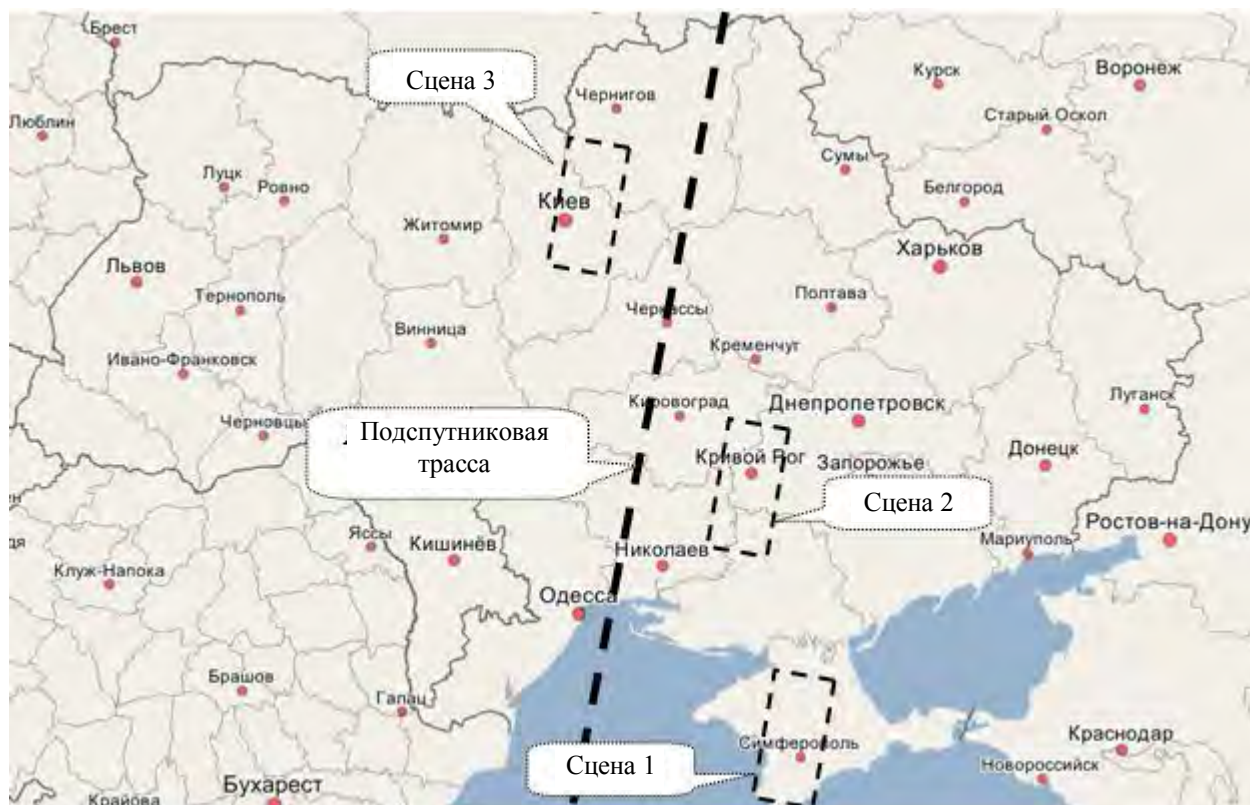 Брест
Сцена 3
Курск
Воронеж
Чернигов
Старый Оскол
Люблин
Сумы
Луцк
Ровно
Белгород
Киев
Житомир
Харьков
Львов
Тернополь
Полтава
Черкассы
Винница
Кременчуг
Ивано-Франковск
Кировоград
Днепропетровск
Луганск
Черновцы
Подспутниковая
трасса
Кривой Рог
Запорожье
Донецк
Сцена 2
Ростов-на-Дону
Яссы
Кишинёв
Николаев
Мариуполь
Клуж-Напока
Одесса
Брашов
Галац
Симферополь
Краснодар
Сцена 1
Новороссийск
Бухарест
Крайова